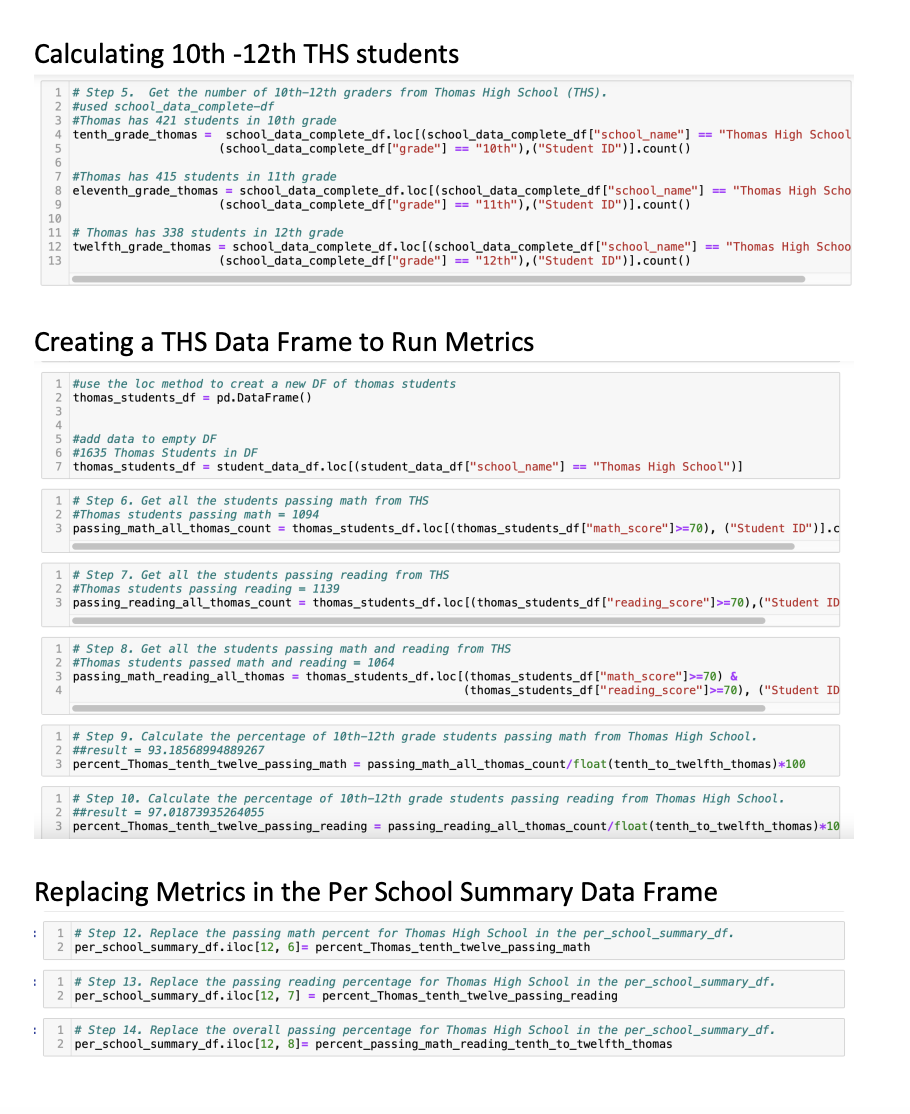 Calculating 10th -12th THS students
1 # Step 5.  Get the number of 10th-12th graders from Thomas High School (THS).
2 #used school_data_complete-df
3 #Thomas has 421 students in 10th grade
4 tenth_grade_thomas =  school_data_complete_df.loc[(school_data_complete_df["school_name"] == "Thomas High School
5 (school_data_complete_df["grade"] == "10th"),("Student ID")].count()
6
7 #Thomas has 415 students in 11th grade
8 eleventh_grade_thomas = school_data_complete_df.loc[(school_data_complete_df["school_name"] == "Thomas High Scho
9 (school_data_complete_df["grade"] == "11th"),("Student ID")].count()
10
11 # Thomas has 338 students in 12th grade
12 twelfth_grade_thomas = school_data_complete_df.loc[(school_data_complete_df["school_name"] == "Thomas High Schoo
13 (school_data_complete_df["grade"] == "12th"),("Student ID")].count()
Creating a THS Data Frame to Run Metrics
1 #use the loc method to creat a new DF of thomas students
2 thomas_students_df = pd.DataFrame()
3
4
5 #add data to empty DF
6 #1635 Thomas Students in DF
7 thomas_students_df = student_data_df.loc[(student_data_df["school_name"] == "Thomas High School")]
1 # Step 6. Get all the students passing math from THS
2 #Thomas students passing math = 1094
3 passing_math_all_thomas_count = thomas_students_df.loc[(thomas_students_df["math_score"]>=70), ("Student ID")].c
1 # Step 7. Get all the students passing reading from THS
2 #Thomas students passing reading = 1139
3 passing_reading_all_thomas_count = thomas_students_df.loc[(thomas_students_df["reading_score"]>=70),("Student ID
1 # Step 8. Get all the students passing math and reading from THS
2 #Thomas students passed math and reading = 1064
3 passing_math_reading_all_thomas = thomas_students_df.loc[(thomas_students_df["math_score"]>=70) &
4 (thomas_students_df["reading_score"]>=70), ("Student ID
1 # Step 9. Calculate the percentage of 10th-12th grade students passing math from Thomas High School.
2 ##result = 93.18568994889267
3 percent_Thomas_tenth_twelve_passing_math = passing_math_all_thomas_count/float(tenth_to_twelfth_thomas)*100
1 # Step 10. Calculate the percentage of 10th-12th grade students passing reading from Thomas High School.
2 ##result = 97.01873935264055
3 percent_Thomas_tenth_twelve_passing_reading = passing_reading_all_thomas_count/float(tenth_to_twelfth_thomas)*10
Replacing Metrics in the Per School Summary Data Frame
: 1 # Step 12. Replace the passing math percent for Thomas High School in the per_school_summary_df.
2 per_school_summary_df.iloc[12, 6]= percent_Thomas_tenth_twelve_passing_math
: 1 # Step 13. Replace the passing reading percentage for Thomas High School in the per_school_summary_df.
2 per_school_summary_df.iloc[12, 7] = percent_Thomas_tenth_twelve_passing_reading
: 1 # Step 14. Replace the overall passing percentage for Thomas High School in the per_school_summary_df.
2 per_school_summary_df.iloc[12, 8]= percent_passing_math_reading_tenth_to_twelfth_thomas